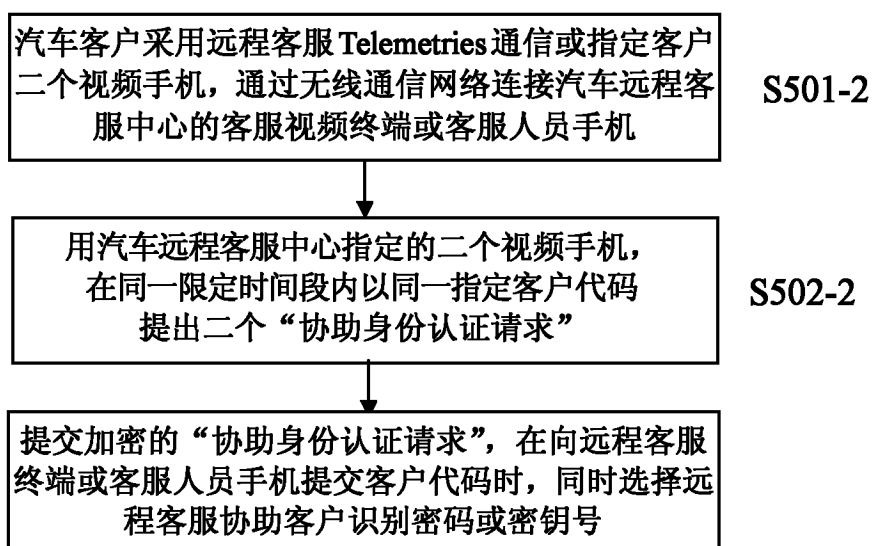 汽车客户采用远程客服Telemetries通信或指定客户
二个视频手机，通过无线通信网络连接汽车远程客
服中心的客服视频终端或客服人员手机
S501-2
用汽车远程客服中心指定的二个视频手机，
在同一限定时间段内以同一指定客户代码
提出二个“协助身份认证请求”
S502-2
提交加密的“协助身份认证请求”，在向远程客服
终端或客服人员手机提交客户代码时，同时选择远
程客服协助客户识别密码或密钥号